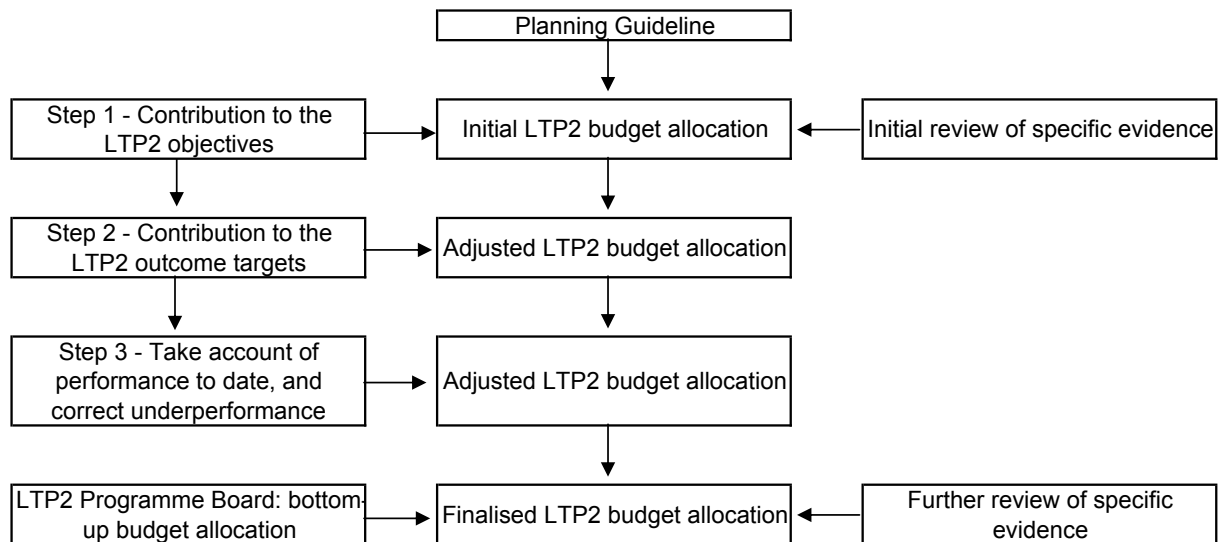 Planning Guideline
Step 1 - Contribution to the
LTP2 objectives
Initial LTP2 budget allocation
Initial review of specific evidence
Step 2 - Contribution to the
LTP2 outcome targets
Adjusted LTP2 budget allocation
Step 3 - Take account of
performance to date, and
correct underperformance
Adjusted LTP2 budget allocation
LTP2 Programme Board: bottom-
up budget allocation
Finalised LTP2 budget allocation
Further review of specific
evidence